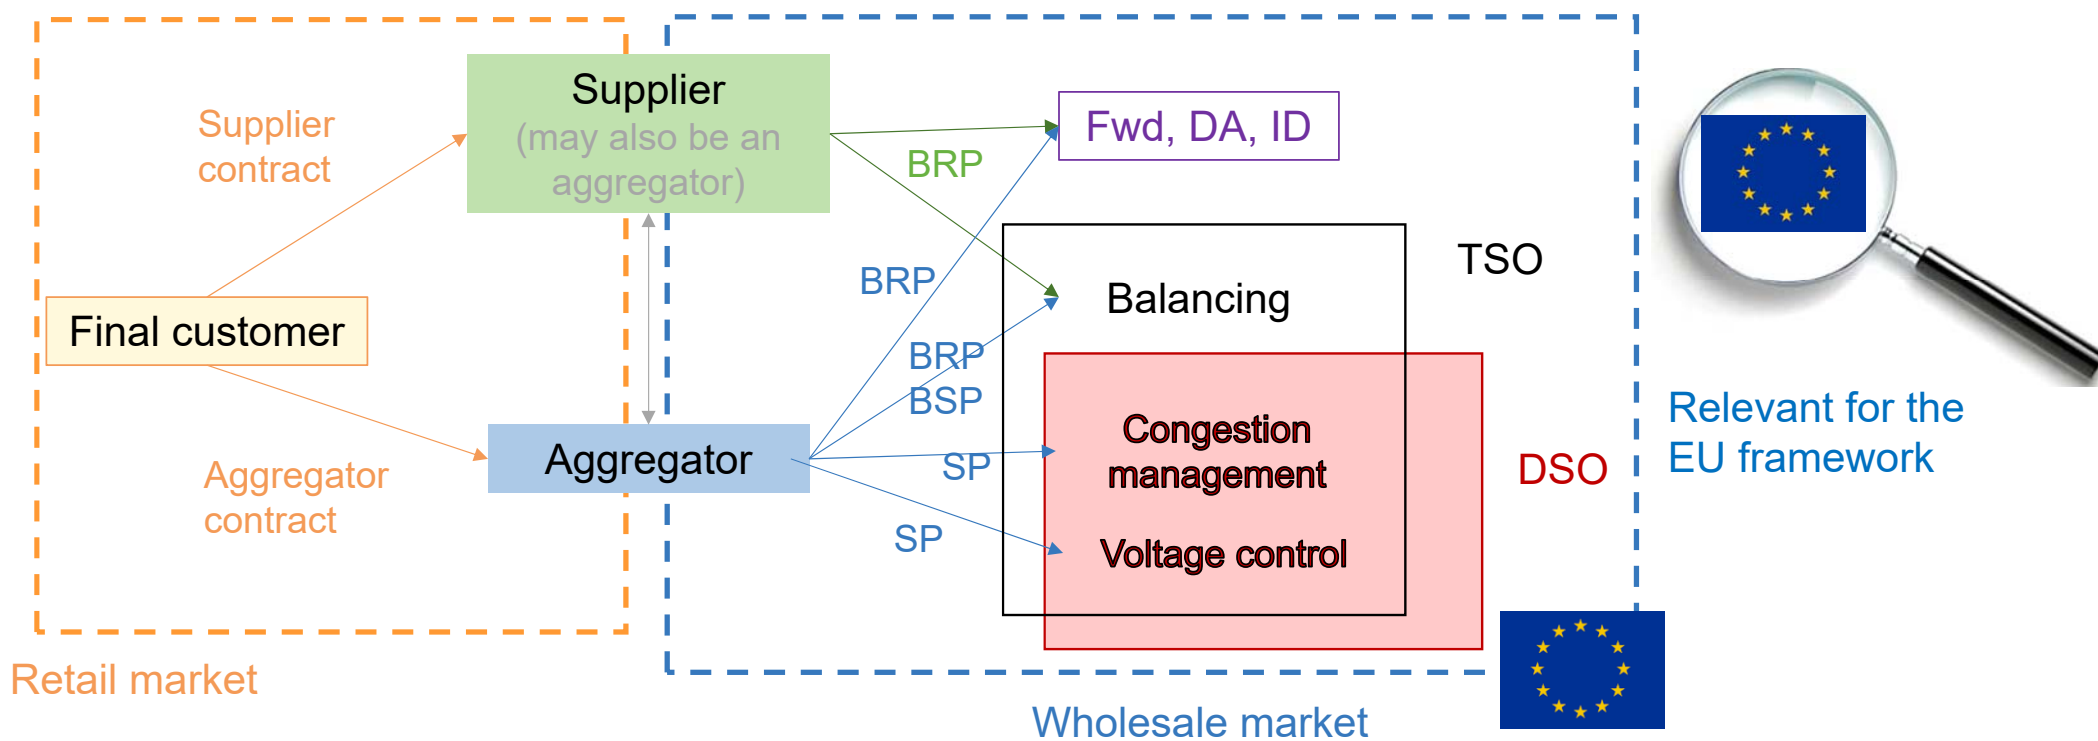 Supplier
(may also be an
aggregator)
Supplier
contract
Fwd, DA, ID
BRP
TSO
BRP
Balancing
Final customer
BRP
BSP
Relevant for the
EU framework
Congestion
management
Aggregator
SP
DSO
Aggregator
contract
SP
Voltage control
Retail market
Wholesale market